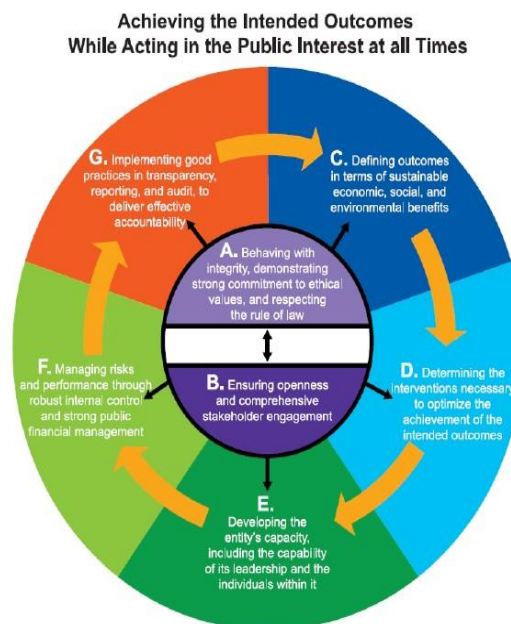 Achieving the Intended Outcomes
While Acting in the Public Interest at all Times
G. Implementing good
practices in transparency,
reporting, and audit, to
deliver effective
accountability
C. Defining outcomes
in terms of sustainable
economic, social, and
environmental benefits
A. Behaving with
integrity, demonstrating
strong commitment to ethical
values, and respecting
the rule of law
B. Ensuring openness
and comprehensive
stakeholder engagement
F. Managing risks
and performance through
robust internal control
and strong public
financial management
D. Determining the
interventions necessary
to optimize the
achievement of the
intended outcomes
E.
Developing the
entity's capacity,
including the capability
of its leadership and the
individuals within it